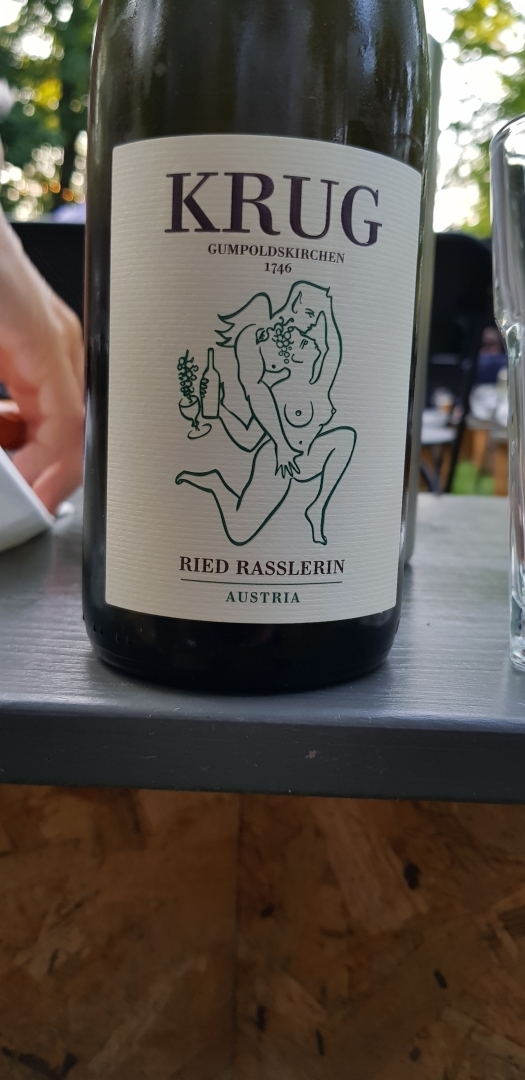 KRUG
GUMPOLDSKIRCHEN
1746
RIED RASSLERIN
AUSTRIA